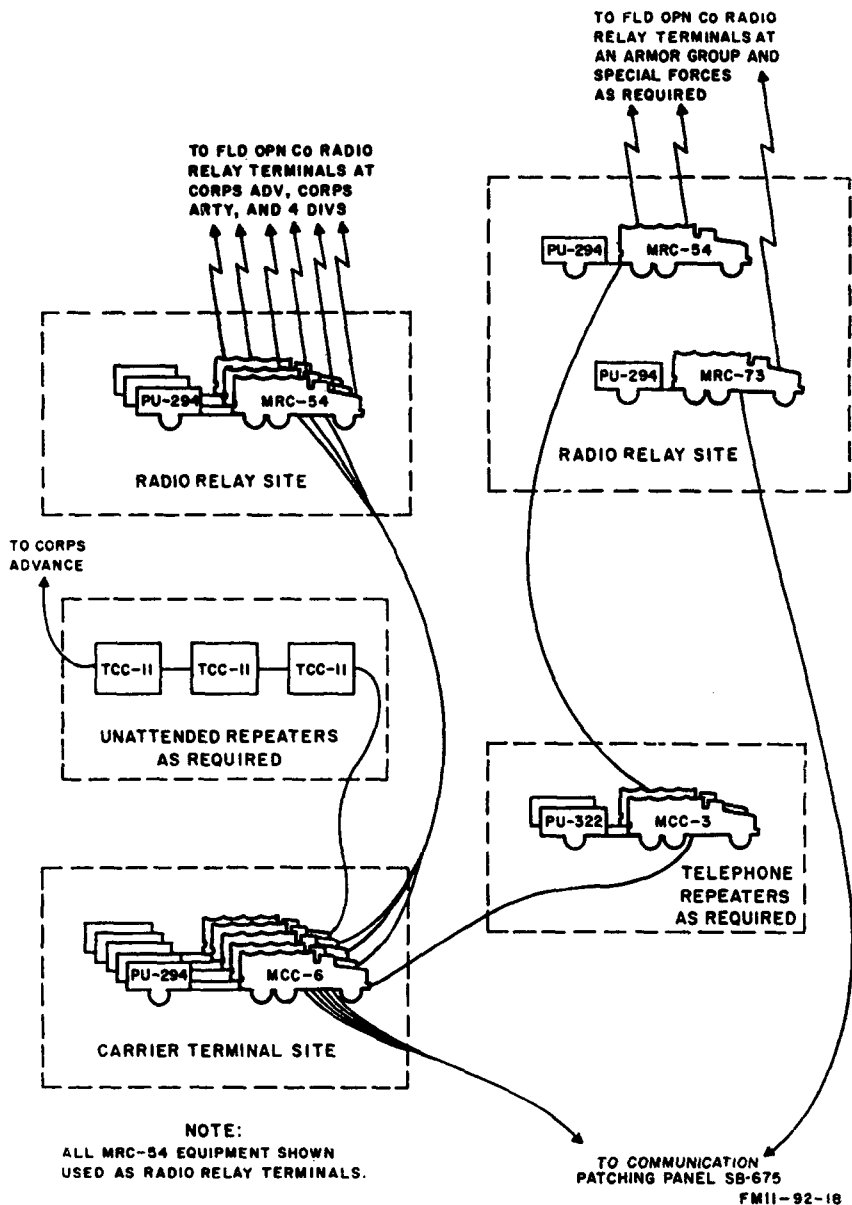 TO FLD OPN CO RADIO
RELAY TERMINALS AT
AN ARMOR GROUP AND
SPECIAL FORCES
AS REQUIRED
TO FLD OPN CO RADIO
RELAY TERMINALS AT
CORPS ADV, CORPS
ARTY, AND 4 DIVS
PU-294
MRC-54
PU-294
MRC-73
RADIO RELAY SITE
PU-294
MRC-54
RADIO RELAY SITE
TO CORPS
ADVANCE
TCC-11
TCC-11
TCC-11
UNATTENDED REPEATERS
AS REQUIRED
PU-322
MCC-3
TELEPHONE
REPEATERS
AS REQUIRED
PU-294
MCC-6
CARRIER TERMINAL SITE
NOTE:
ALL MRC-54 EQUIPMENT SHOWN
USED AS RADIO RELAY TERMINALS.
TO COMMUNICATION
PATCHING PANEL SB-675
FM11-92-18